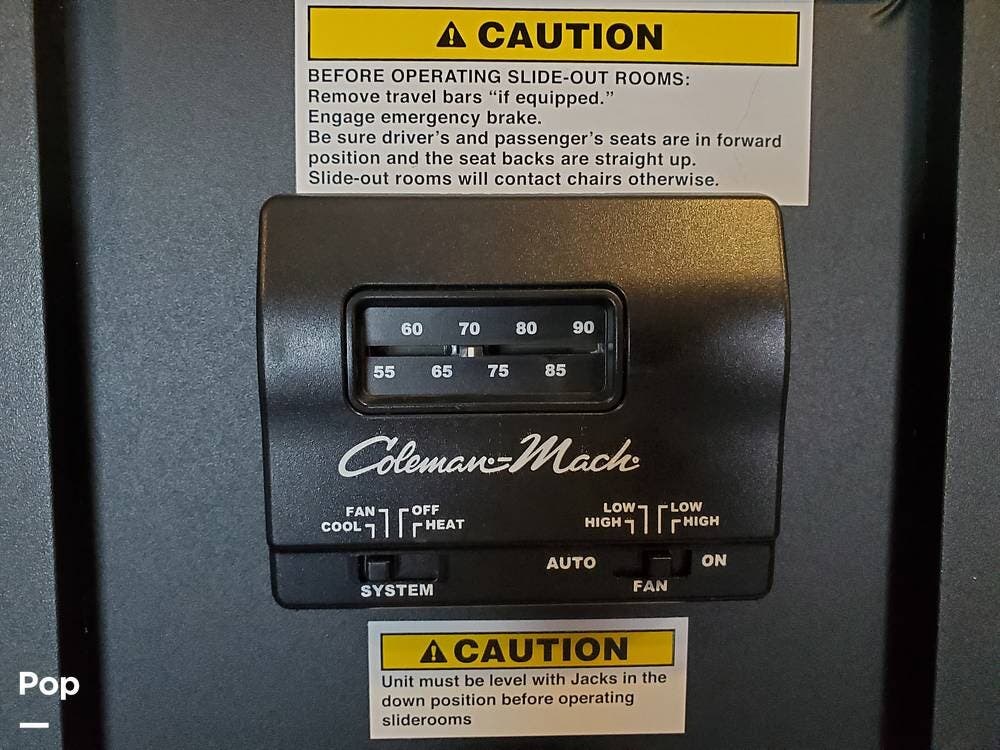 CAUTION
BEFORE OPERATING SLIDE-OUT ROOMS:
Remove travel bars “if equipped.”
Engage emergency brake.
Be sure driver’s and passenger’s seats are in forward
position and the seat backs are straight up.
Slide-out rooms will contact chairs otherwise.
60 70 80 90
55 65 75 85
Coleman-Mach
FAN OFF LOW LOW
COOL HEAT HIGH HIGH
AUTO ON
SYSTEM FAN
CAUTION
Unit must be level with Jacks in the
down position before operating
sliderooms
Pop